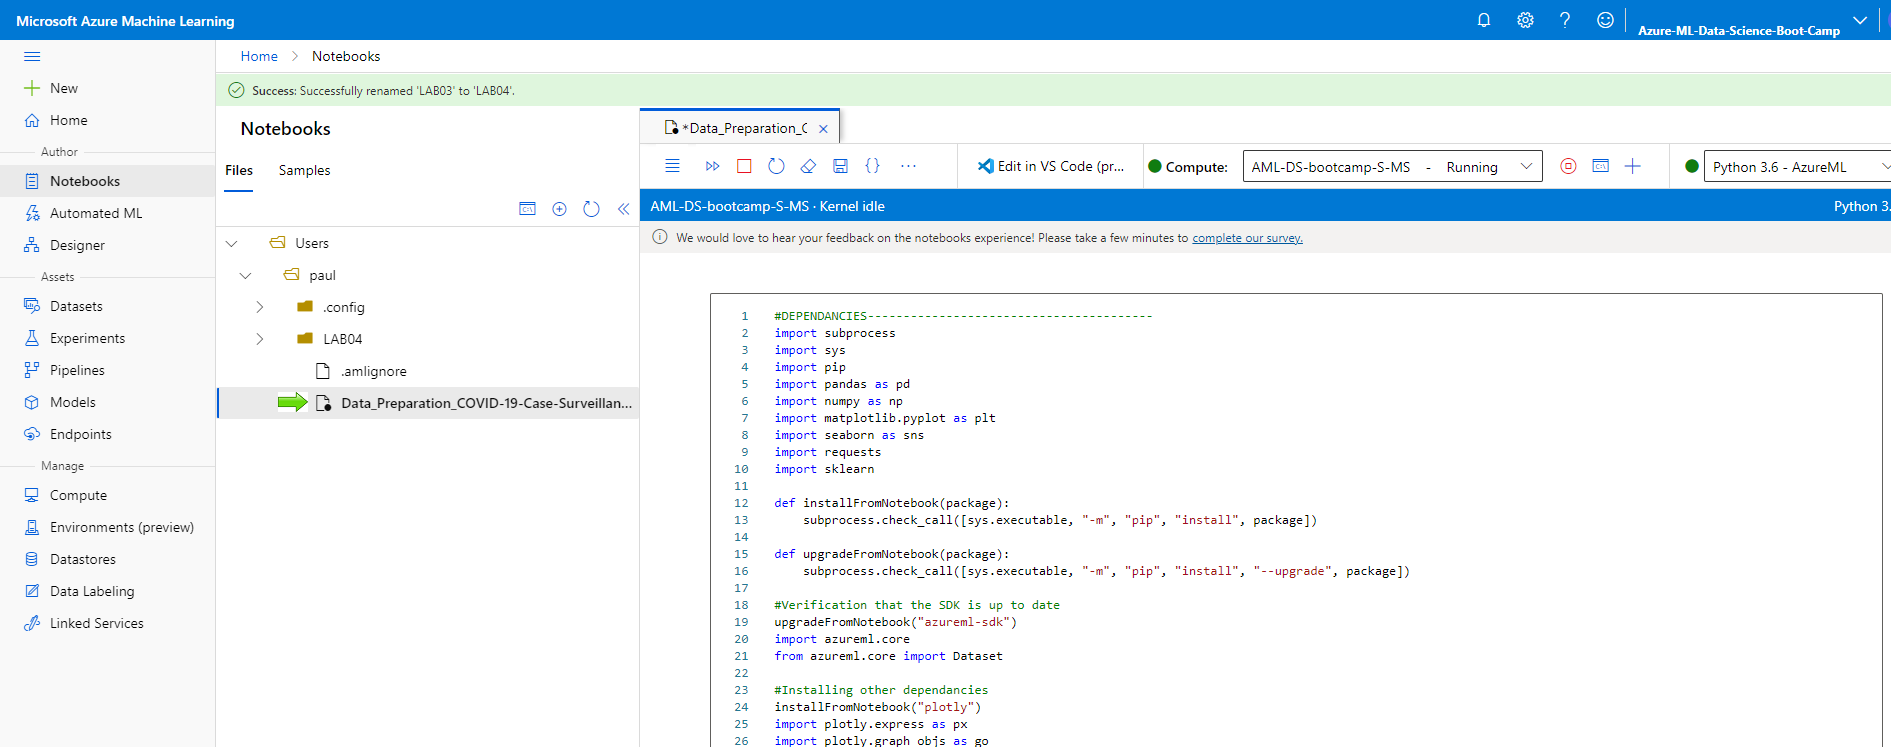 Microsoft Azure Machine Learning
Azure-ML-Data-Science-Boot-Camp
New
Home
Author
Notebooks
Automated ML
Designer
Assets
Datasets
Experiments
Pipelines
Models
Endpoints
Manage
Compute
Environments (preview)
Datastores
Data Labeling
Linked Services
Home > Notebooks
Success: Successfully renamed 'LAB03' to 'LAB04'.
Notebooks
Files Samples
Users
paul
.config
LAB04
.amlignore
Data_Preparation_COVID-19-Case-Surveillan...
*Data_Preparation_C
Edit in VS Code (pr... Compute: AML-DS-bootcamp-S-MS - Running Python 3.6 - AzureML
AML-DS-bootcamp-S-MS · Kernel idle Python 3.
We would love to hear your feedback on the notebooks experience! Please take a few minutes to complete our survey.
1 #DEPENDANCIES----------------------------------------
2 import subprocess
3 import sys
4 import pip
5 import pandas as pd
6 import numpy as np
7 import matplotlib.pyplot as plt
8 import seaborn as sns
9 import requests
10 import sklearn
11
12 def installFromNotebook(package):
13     subprocess.check_call([sys.executable, "-m", "pip", "install", package])
14
15 def upgradeFromNotebook(package):
16     subprocess.check_call([sys.executable, "-m", "pip", "install", "--upgrade", package])
17
18 #Verification that the SDK is up to date
19 upgradeFromNotebook("azureml-sdk")
20 import azureml.core
21 from azureml.core import Dataset
22
23 #Installing other dependancies
24 installFromNotebook("plotly")
25 import plotly.express as px
26 import plotly.graph_objs as go